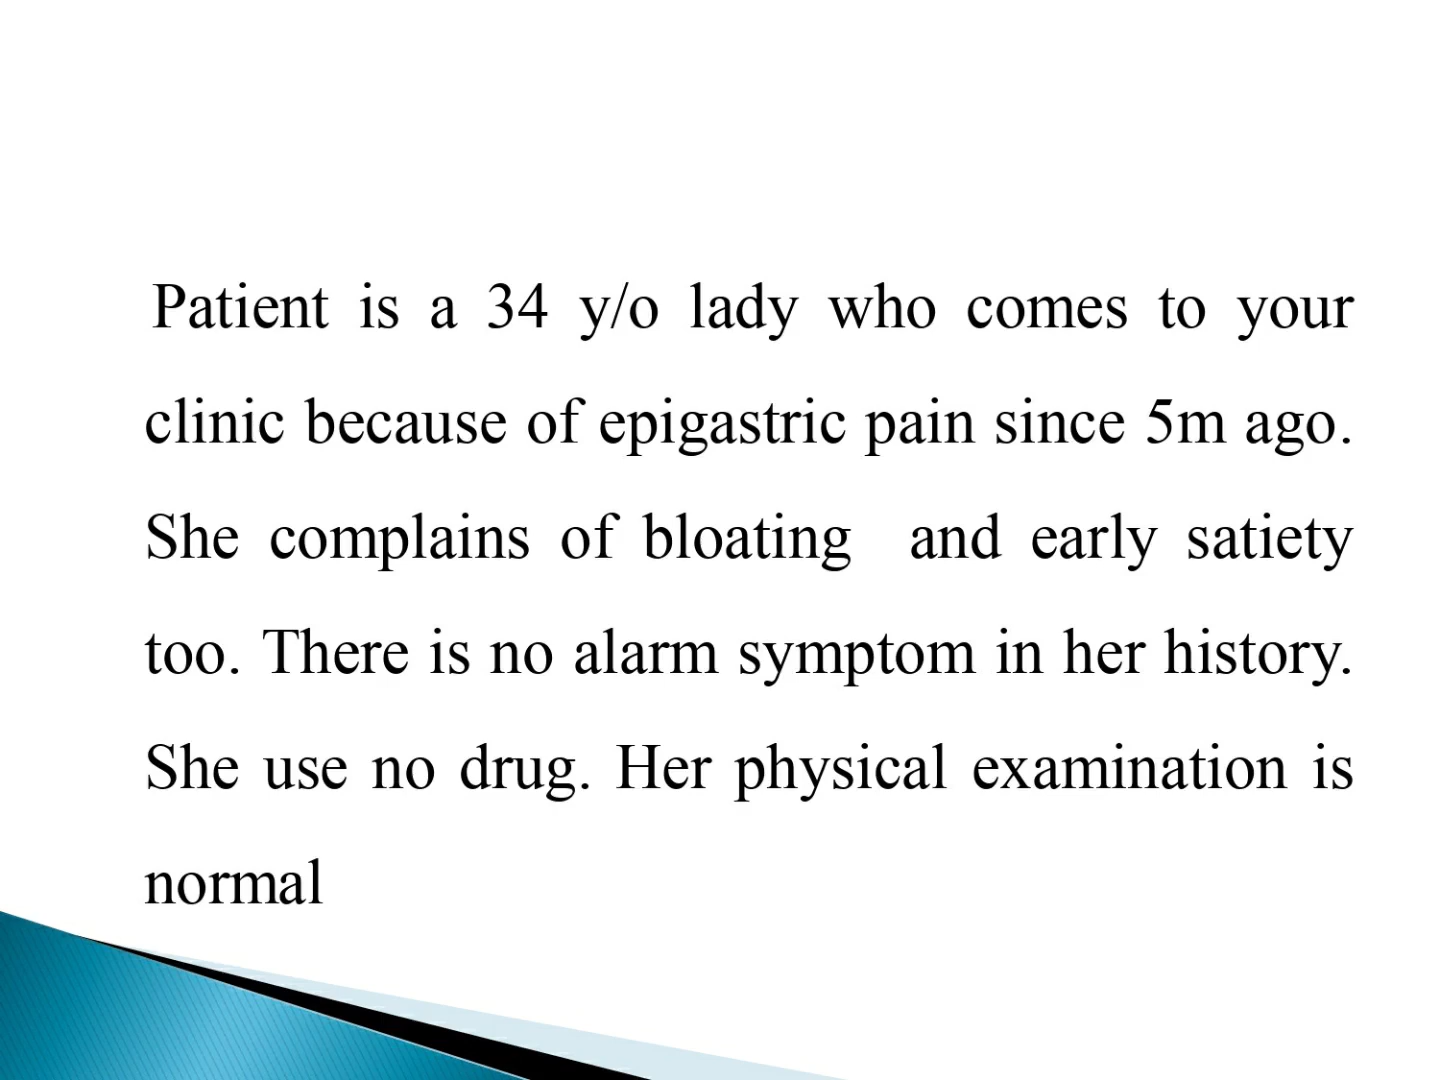 Patient is a 34 y/o lady who comes to your
clinic because of epigastric pain since 5m ago.
She complains of bloating  and early satiety
too. There is no alarm symptom in her history.
She use no drug. Her physical examination is
normal